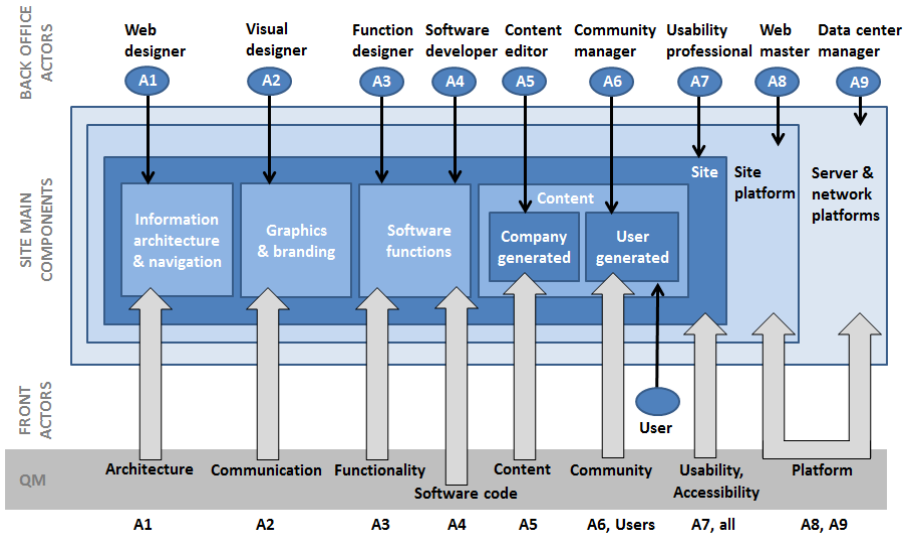 BACK OFFICE
ACTORS
Web
designer
Visual
designer
Function
designer
Software
developer
Content
editor
Community
manager
Usability
professional
Web
master
Data center
manager
A1
A2
A3
A4
A5
A6
A7
A8
A9
SITE MAIN
COMPONENTS
Site
Site
platform
Server &
network
platforms
Information
architecture
& navigation
Graphics
& branding
Software
functions
Content
Company
generated
User
generated
FRONT
ACTORS
User
QM
Architecture
Communication
Functionality
Software code
Content
Community
Usability,
Accessibility
Platform
A1
A2
A3
A4
A5
A6, Users
A7, all
A8, A9